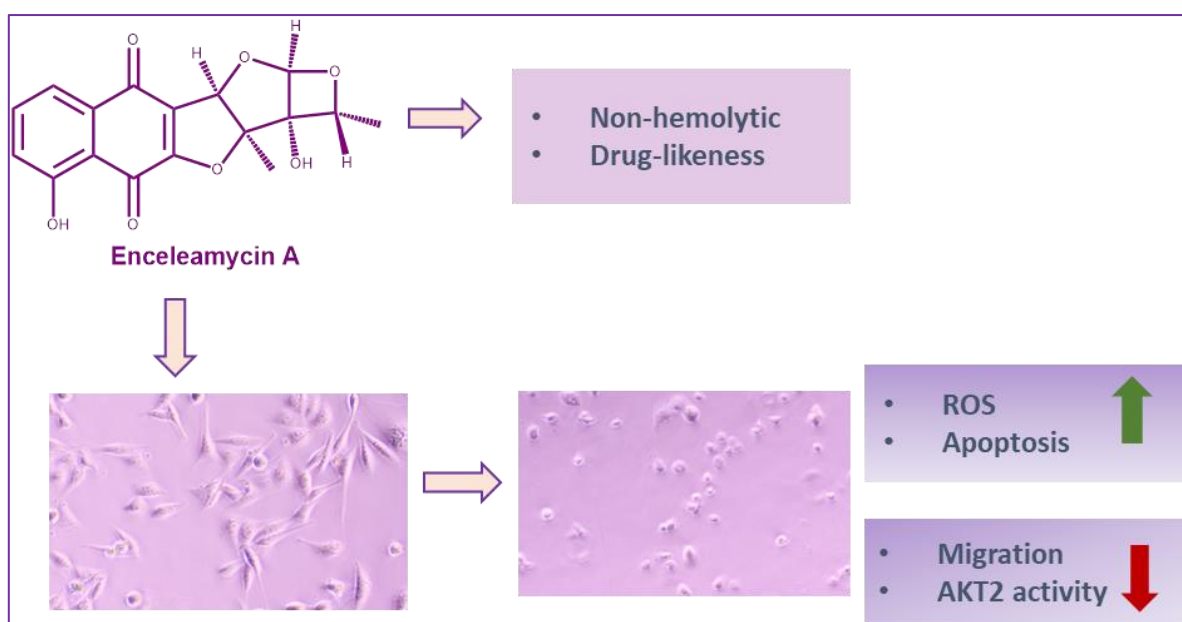 O
H
O
H
O
O
OH
H
OH
O
Enceleamycin A
• Non-hemolytic
• Drug-likeness
• ROS
• Apoptosis
• Migration
• AKT2 activity